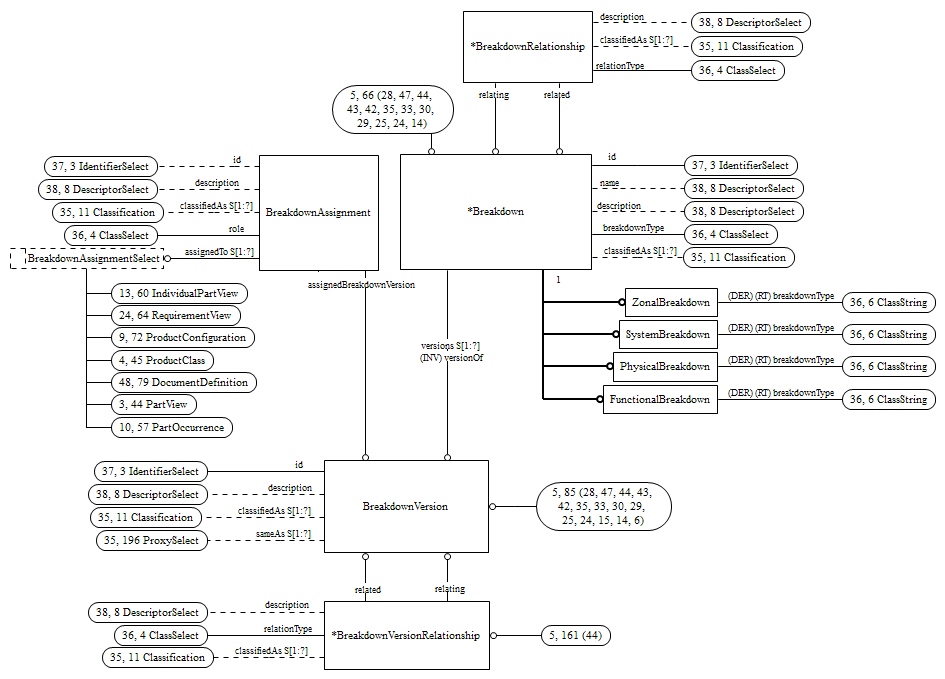 description
38, 8 DescriptorSelect
*BreakdownRelationship
classifiedAs S[1:?]
35, 11 Classification
relationType
36, 4 ClassSelect
relating
related
5, 66 (28, 47, 44,
43, 42, 35, 33, 30,
29, 25, 24, 14)
37, 3 IdentifierSelect
id
38, 8 DescriptorSelect
description
35, 11 Classification
classifiedAs S[1:?]
36, 4 ClassSelect
role
BreakdownAssignmentSelect
assignedTo S[1:?]
BreakdownAssignment
assignedBreakdownVersion
*Breakdown
id
37, 3 IdentifierSelect
name
38, 8 DescriptorSelect
description
38, 8 DescriptorSelect
breakdownType
36, 4 ClassSelect
classifiedAs S[1:?]
35, 11 Classification
1
13, 60 IndividualPartView
24, 64 RequirementView
9, 72 ProductConfiguration
4, 45 ProductClass
48, 79 DocumentDefinition
3, 44 PartView
10, 57 PartOccurrence
versions S[1:?]
(INV) versionOf
ZonalBreakdown
(DER) (RT) breakdownType
36, 6 ClassString
SystemBreakdown
(DER) (RT) breakdownType
36, 6 ClassString
PhysicalBreakdown
(DER) (RT) breakdownType
36, 6 ClassString
FunctionalBreakdown
(DER) (RT) breakdownType
36, 6 ClassString
37, 3 IdentifierSelect
id
38, 8 DescriptorSelect
description
35, 11 Classification
classifiedAs S[1:?]
35, 196 ProxySelect
sameAs S[1:?]
BreakdownVersion
5, 85 (28, 47, 44, 43,
42, 35, 33, 30, 29,
25, 24, 15, 14, 6)
related
relating
38, 8 DescriptorSelect
description
36, 4 ClassSelect
relationType
35, 11 Classification
classifiedAs S[1:?]
*BreakdownVersionRelationship
5, 161 (44)